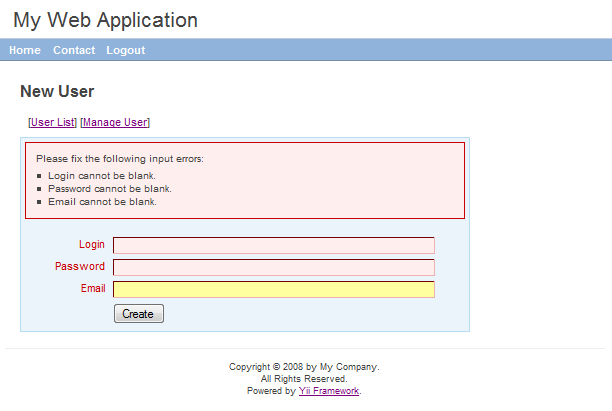 My Web Application
Home Contact Logout
New User
[User List] [Manage User]
Please fix the following input errors:
Login cannot be blank.
Password cannot be blank.
Email cannot be blank.
Login
Password
Email
Create
Copyright © 2008 by My Company.
All Rights Reserved.
Powered by Yii Framework.